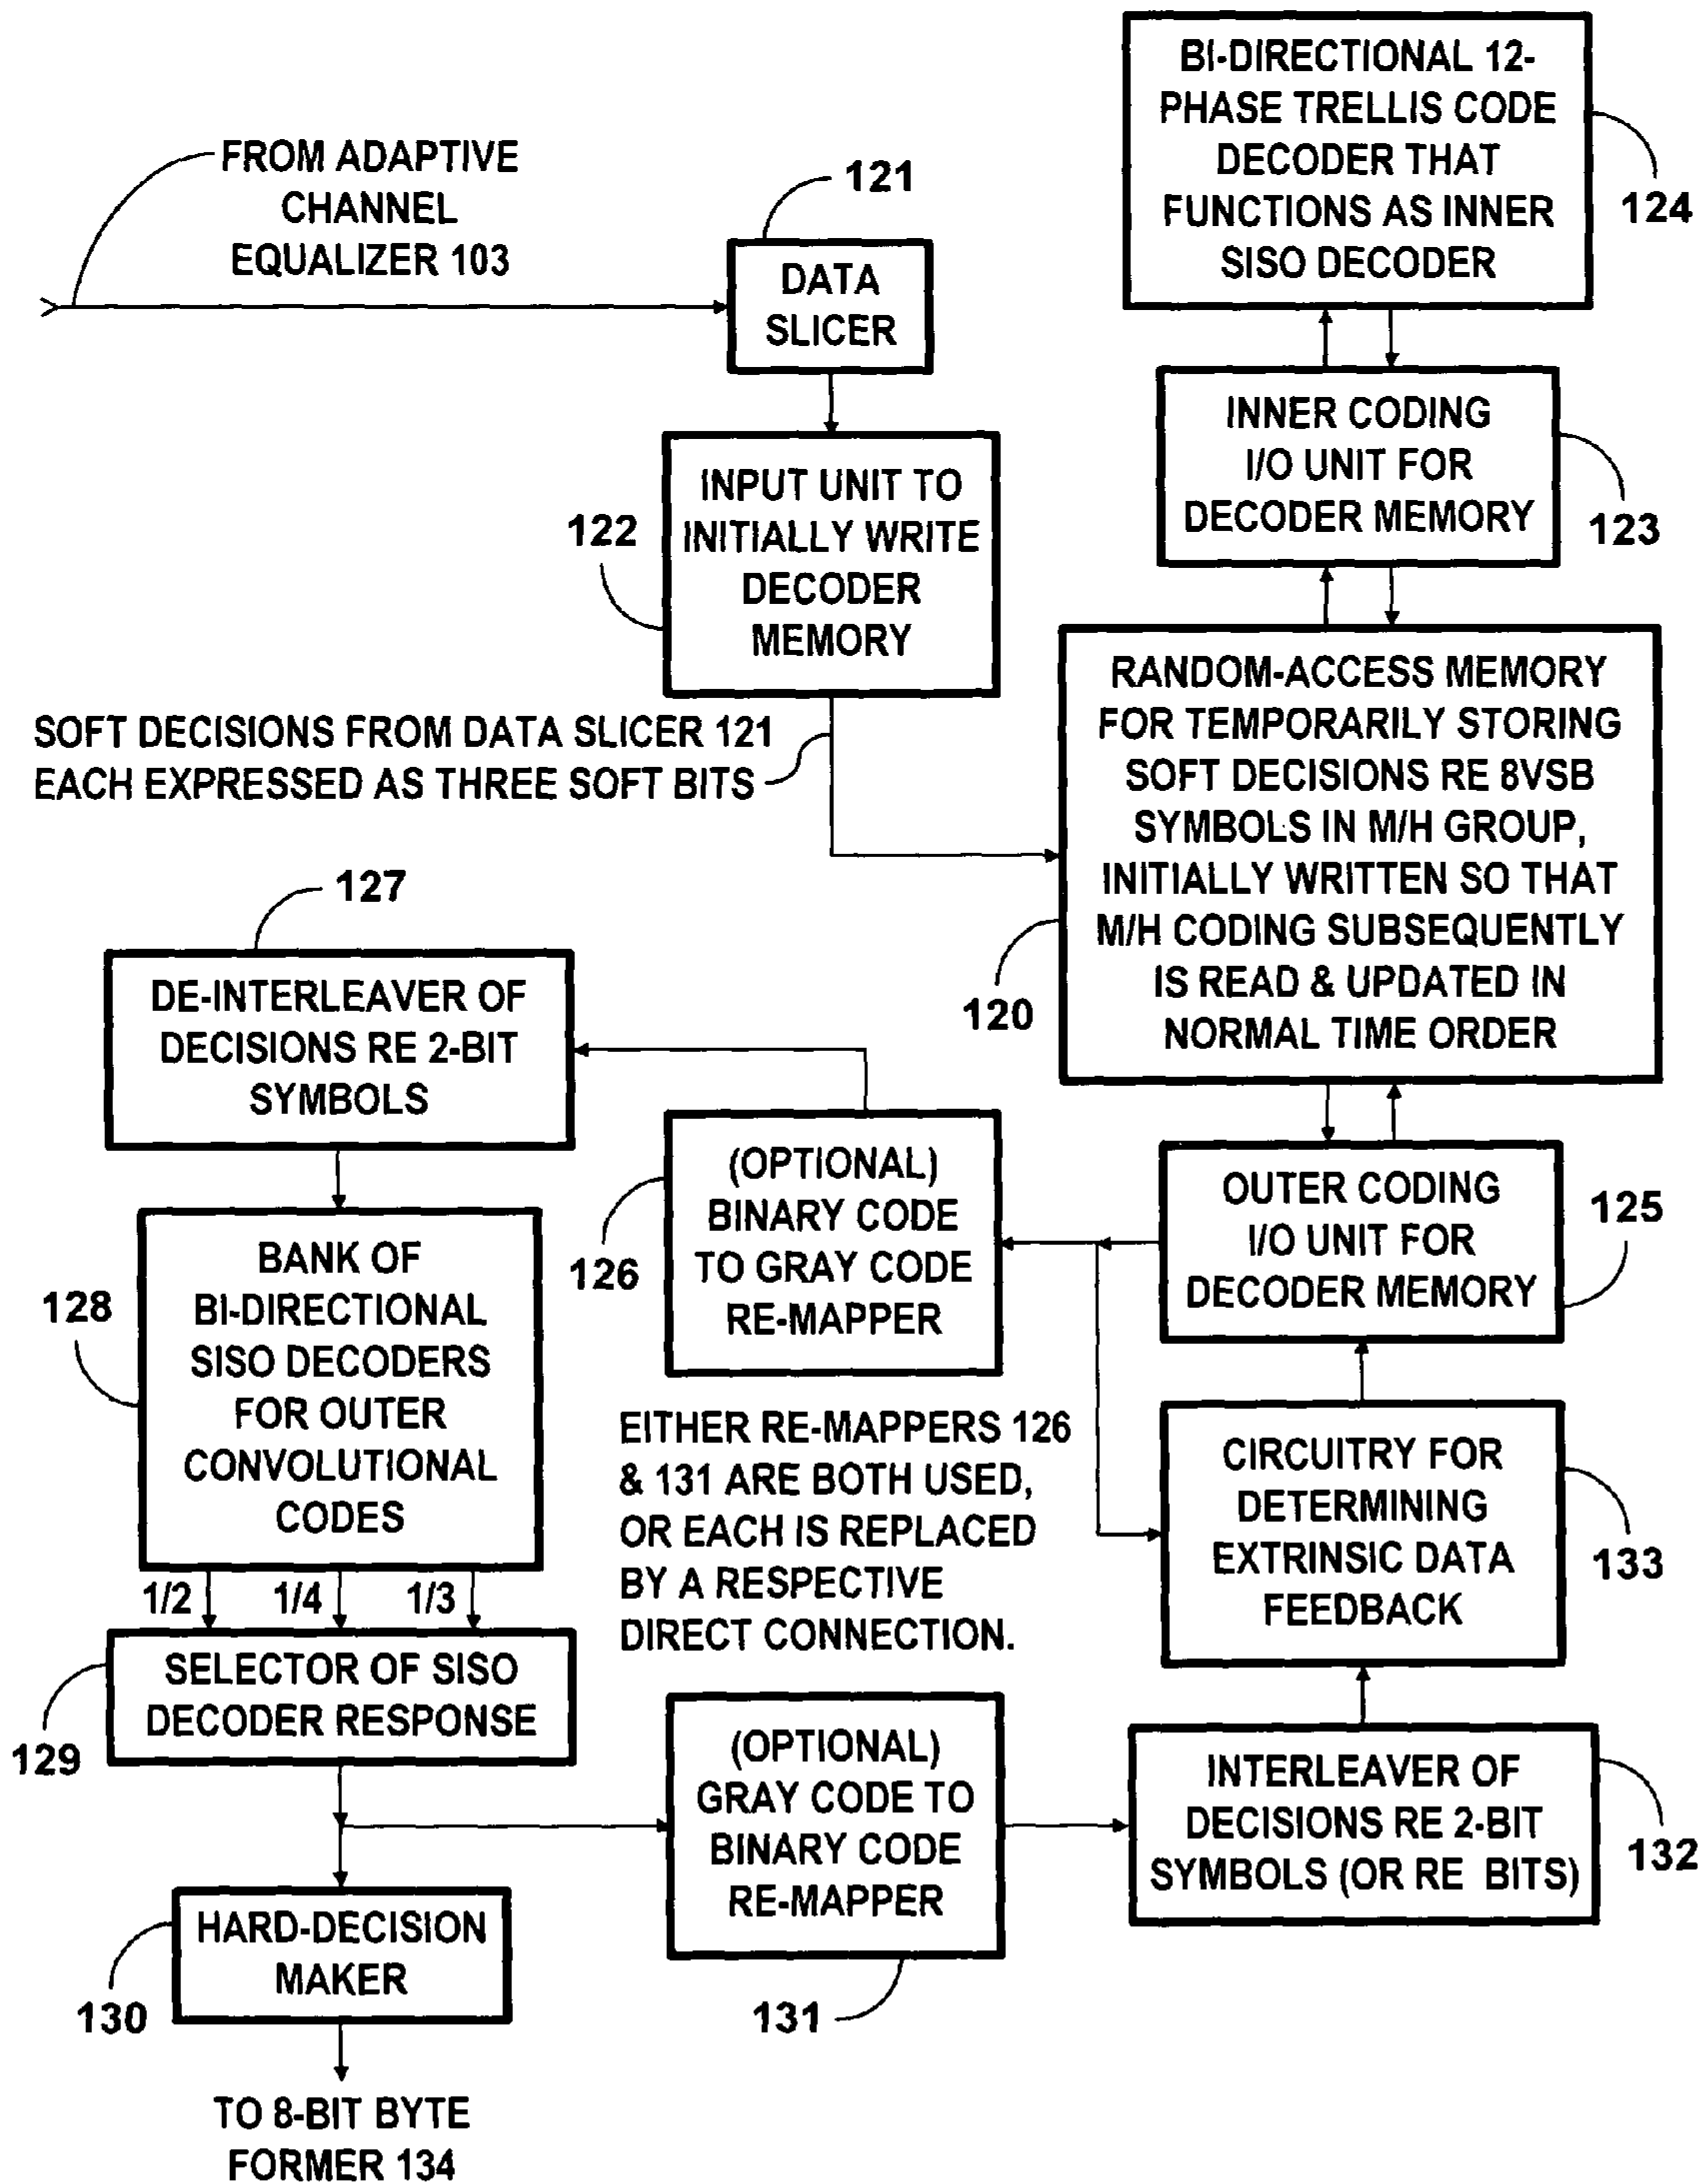 FROM ADAPTIVE
CHANNEL
EQUALIZER 103
121
DATA
SLICER
BI-DIRECTIONAL 12-
PHASE TRELLIS CODE
DECODER THAT
FUNCTIONS AS INNER
SISO DECODER
124
INNER CODING
I/O UNIT FOR
DECODER MEMORY
123
122
INPUT UNIT TO
INITIALLY WRITE
DECODER
MEMORY
SOFT DECISIONS FROM DATA SLICER 121
EACH EXPRESSED AS THREE SOFT BITS
RANDOM-ACCESS MEMORY
FOR TEMPORARILY STORING
SOFT DECISIONS RE 8VSB
SYMBOLS IN M/H GROUP,
INITIALLY WRITTEN SO THAT
M/H CODING SUBSEQUENTLY
IS READ & UPDATED IN
NORMAL TIME ORDER
120
127
DE-INTERLEAVER OF
DECISIONS RE 2-BIT
SYMBOLS
(OPTIONAL)
BINARY CODE
TO GRAY CODE
RE-MAPPER
126
OUTER CODING
I/O UNIT FOR
DECODER MEMORY
125
128
BANK OF
BI-DIRECTIONAL
SISO DECODERS
FOR OUTER
CONVOLUTIONAL
CODES
EITHER RE-MAPPERS 126
& 131 ARE BOTH USED,
OR EACH IS REPLACED
BY A RESPECTIVE
DIRECT CONNECTION.
CIRCUITRY FOR
DETERMINING
EXTRINSIC DATA
FEEDBACK
133
1/2 1/4 1/3
SELECTOR OF SISO
DECODER RESPONSE
129
(OPTIONAL)
GRAY CODE TO
BINARY CODE
RE-MAPPER
131
INTERLEAVER OF
DECISIONS RE 2-BIT
SYMBOLS (OR RE BITS)
132
HARD-DECISION
MAKER
130
TO 8-BIT BYTE
FORMER 134